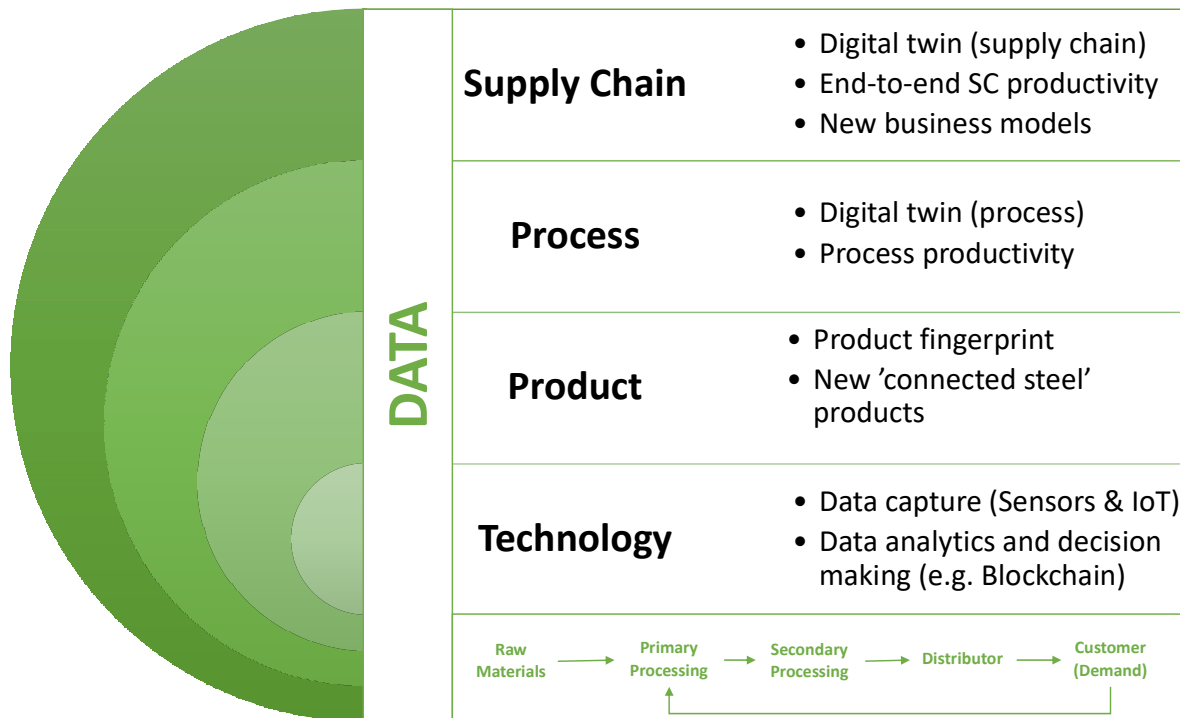 DATA
Supply Chain
• Digital twin (supply chain)
• End-to-end SC productivity
• New business models
Process
• Digital twin (process)
• Process productivity
Product
• Product fingerprint
• New ’connected steel’
products
Technology
• Data capture (Sensors & IoT)
• Data analytics and decision
making (e.g. Blockchain)
Raw
Materials
Primary
Processing
Secondary
Processing
Distributor
Customer
(Demand)